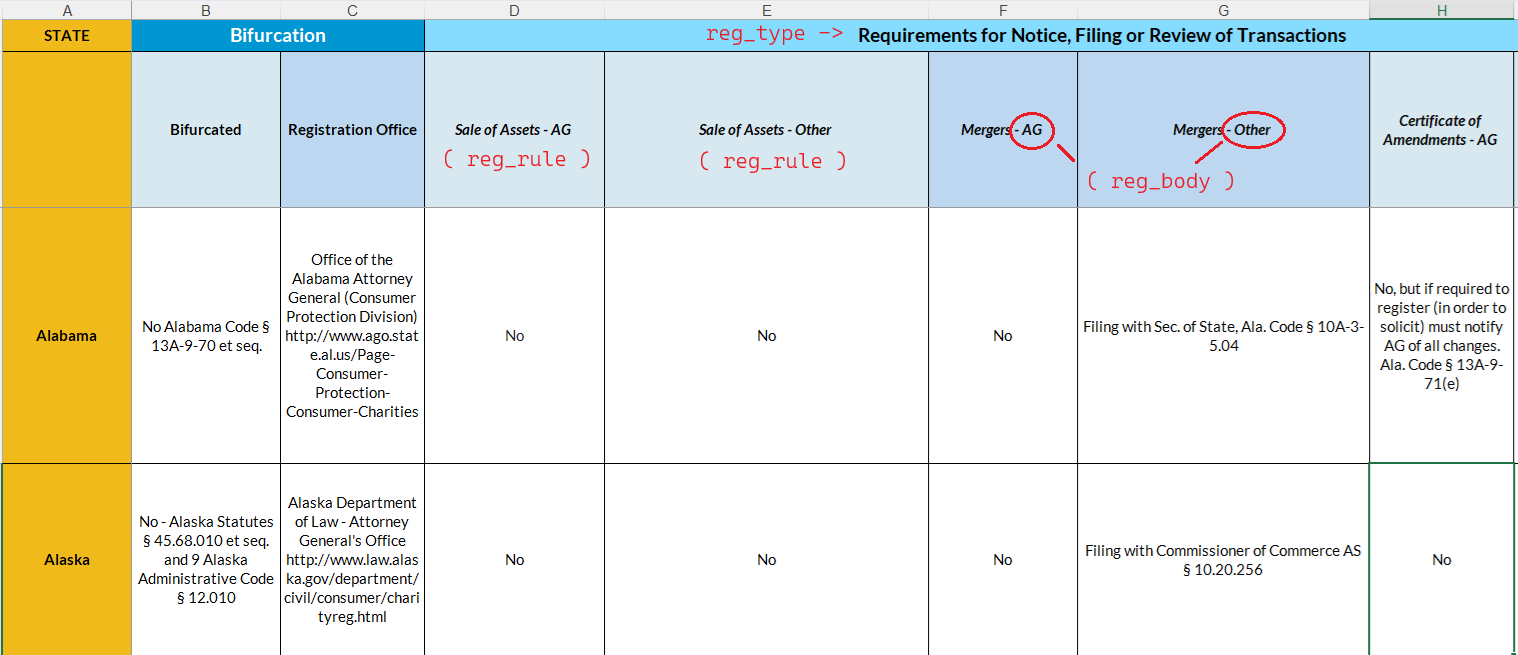 A B C D E F G H
STATE Bifurcation reg_type -> Requirements for Notice, Filing or Review of Transactions
Bifurcated Registration Office Sale of Assets - AG Sale of Assets - Other Mergers - AG Mergers - Other Certificate of
Amendments - AG
( reg_rule ) ( reg_rule )
( reg_body )
Alabama
No Alabama Code §
13A-9-70 et seq.
Office of the
Alabama Attorney
General (Consumer
Protection Division)
http://www.ago.stat
e.al.us/Page-
Consumer-
Protection-
Consumer-Charities
No
No
No
Filing with Sec. of State, Ala. Code § 10A-3-
5.04
No, but if required to
register (in order to
solicit) must notify
AG of all changes.
Ala. Code § 13A-9-
71(e)
Alaska
No - Alaska Statutes
§ 45.68.010 et seq.
and 9 Alaska
Administrative Code
§ 12.010
Alaska Department
of Law - Attorney
General's Office
http://www.law.alas
ka.gov/department/
civil/consumer/chari
tyreg.html
No
No
No
Filing with Commissioner of Commerce AS
§ 10.20.256
No